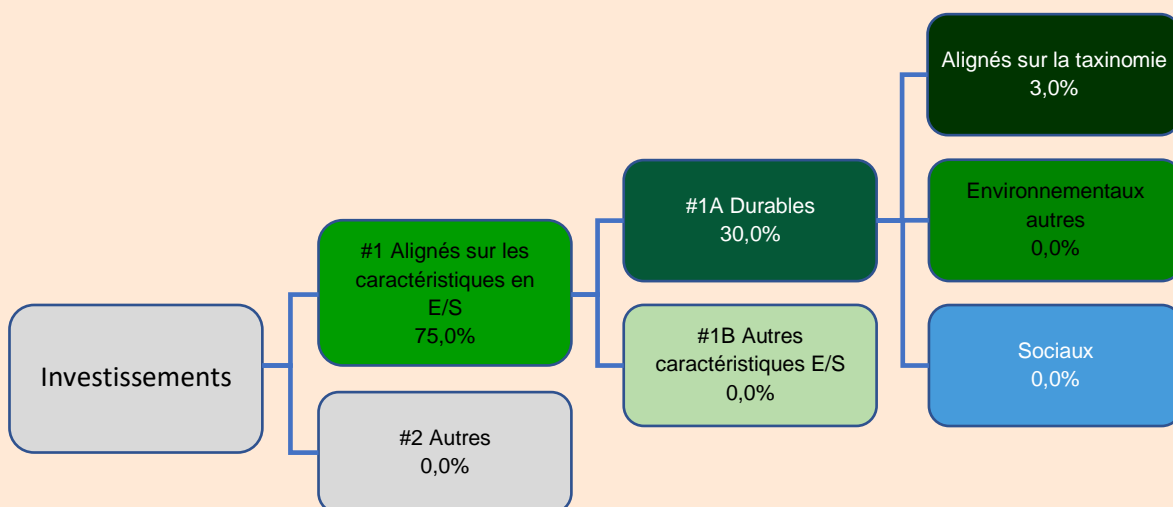 Investissements
#1 Alignés sur les
caractéristiques en
E/S
75,0%
#2 Autres
0,0%
#1A Durables
30,0%
#1B Autres
caractéristiques E/S
0,0%
Alignés sur la taxinomie
3,0%
Environnementaux
autres
0,0%
Sociaux
0,0%